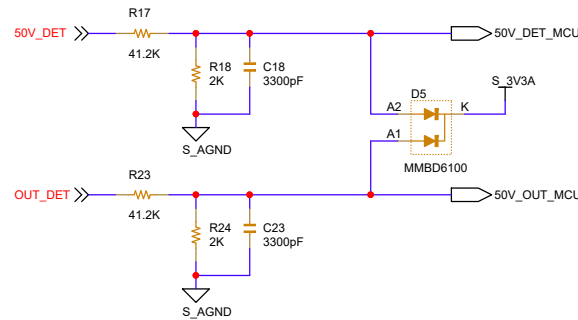 R17
50V_DET
41.2K
50V_DET_MCU
R18
2K
C18
3300pF
S_3V3A
D5
A2
K
A1
S_AGND
MMBD6100
R23
OUT_DET
41.2K
50V_OUT_MCU
R24
2K
C23
3300pF
S_AGND